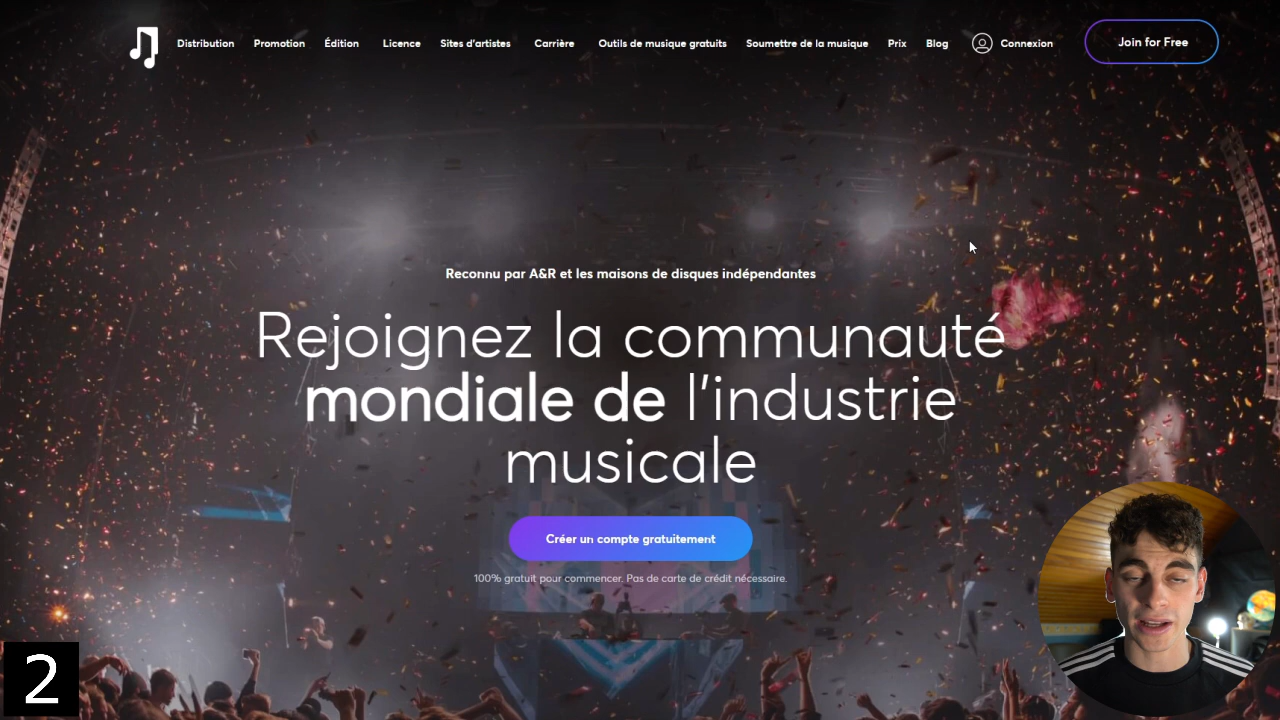 Distribution Promotion Édition Licence Sites d'artistes Carrière Outils de musique gratuits Soumettre de la musique Prix Blog Connexion Join for Free
Reconnu par A&R et les maisons de disques indépendantes
Rejoignez la communauté
mondiale de l'industrie
musicale
Créer un compte gratuitement
100% gratuit pour commencer. Pas de carte de crédit nécessaire.
2